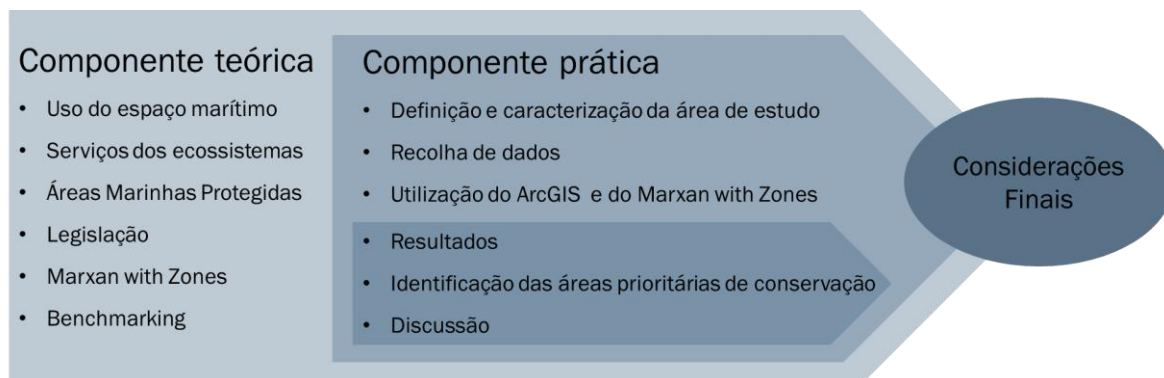 Componente teórica
• Uso do espaço marítimo
• Serviços dos ecossistemas
• Áreas Marinhas Protegidas
• Legislação
• Marxan with Zones
• Benchmarking
Componente prática
• Definição e caracterização da área de estudo
• Recolha de dados
• Utilização do ArcGIS e do Marxan with Zones
• Resultados
• Identificação das áreas prioritárias de conservação
• Discussão
Considerações
Finais